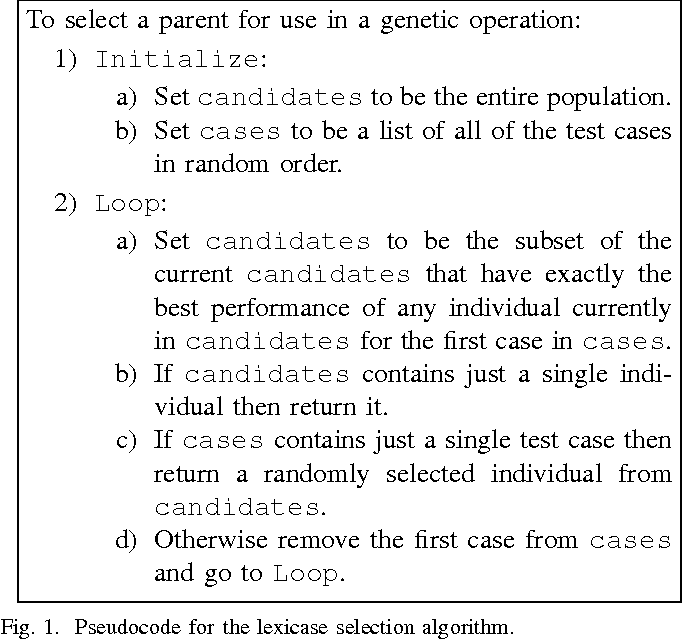 To select a parent for use in a genetic operation:
1) Initialize:
a) Set candidates to be the entire population.
b) Set cases to be a list of all of the test cases
in random order.
2) Loop:
a) Set candidates to be the subset of the
current candidates that have exactly the
best performance of any individual currently
in candidates for the first case in cases.
b) If candidates contains just a single indi-
vidual then return it.
c) If cases contains just a single test case then
return a randomly selected individual from
candidates.
d) Otherwise remove the first case from cases
and go to Loop.
Fig. 1. Pseudocode for the lexicase selection algorithm.